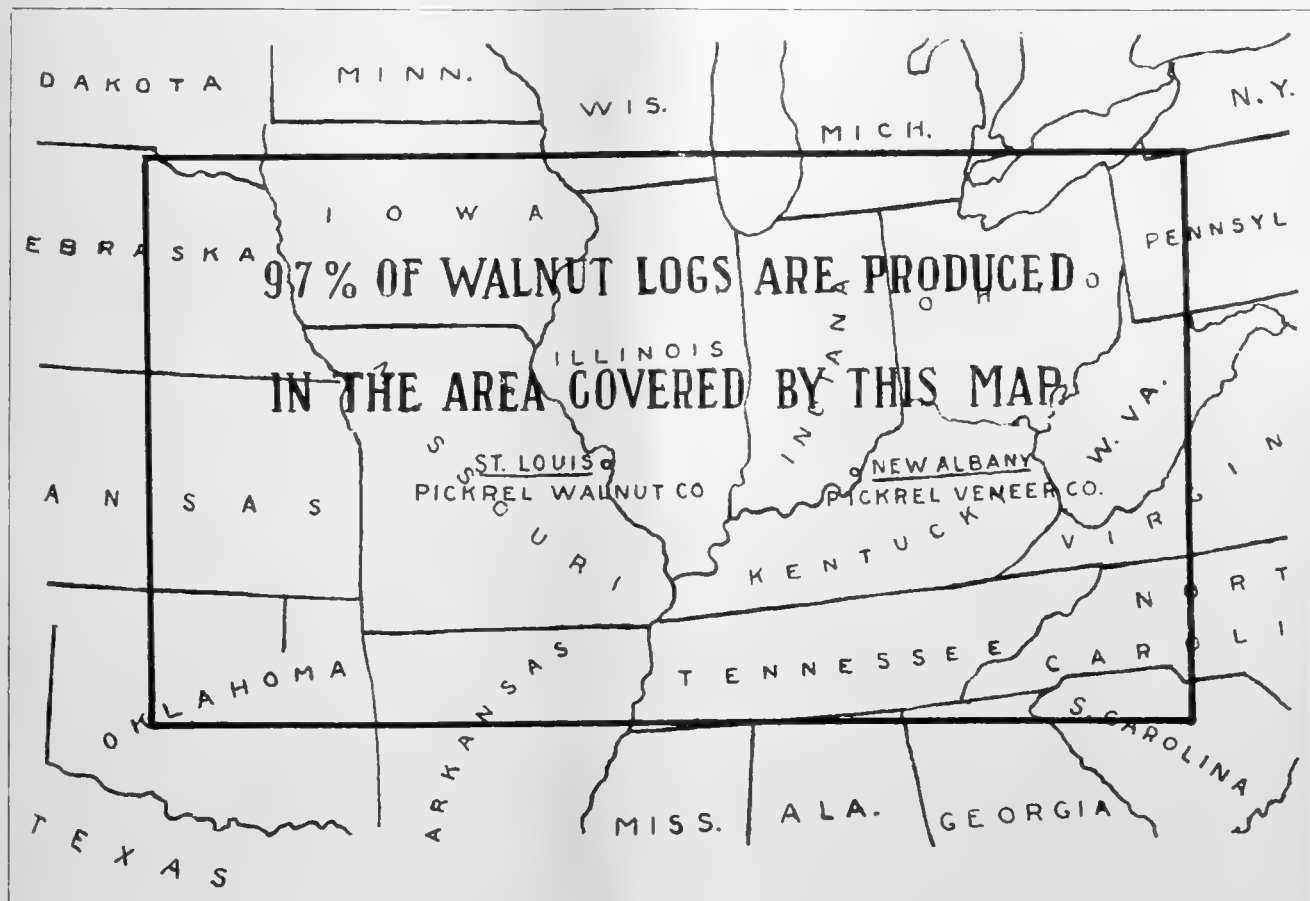 DAKOTA
MINN.
WIS.
MICH.
N.Y.
IOWA
EBRASKA
PENNSYL
97% OF WALNUT LOGS ARE PRODUCED
OHIO
INDIANA
ILLINOIS
IN THE AREA COVERED BY THIS MAP.
MISSOURI
W. VA.
ST. LOUIS
PICKREL WALNUT CO
NEW ALBANY
PICKREL VENEER CO.
ANSAS
KENTUCK
VIRGIN
NORT
CAROLI
TENNESSEE
OKLAHOMA
ARKANSAS
S. CAROLINA
MISS.
ALA.
GEORGIA
TEXAS